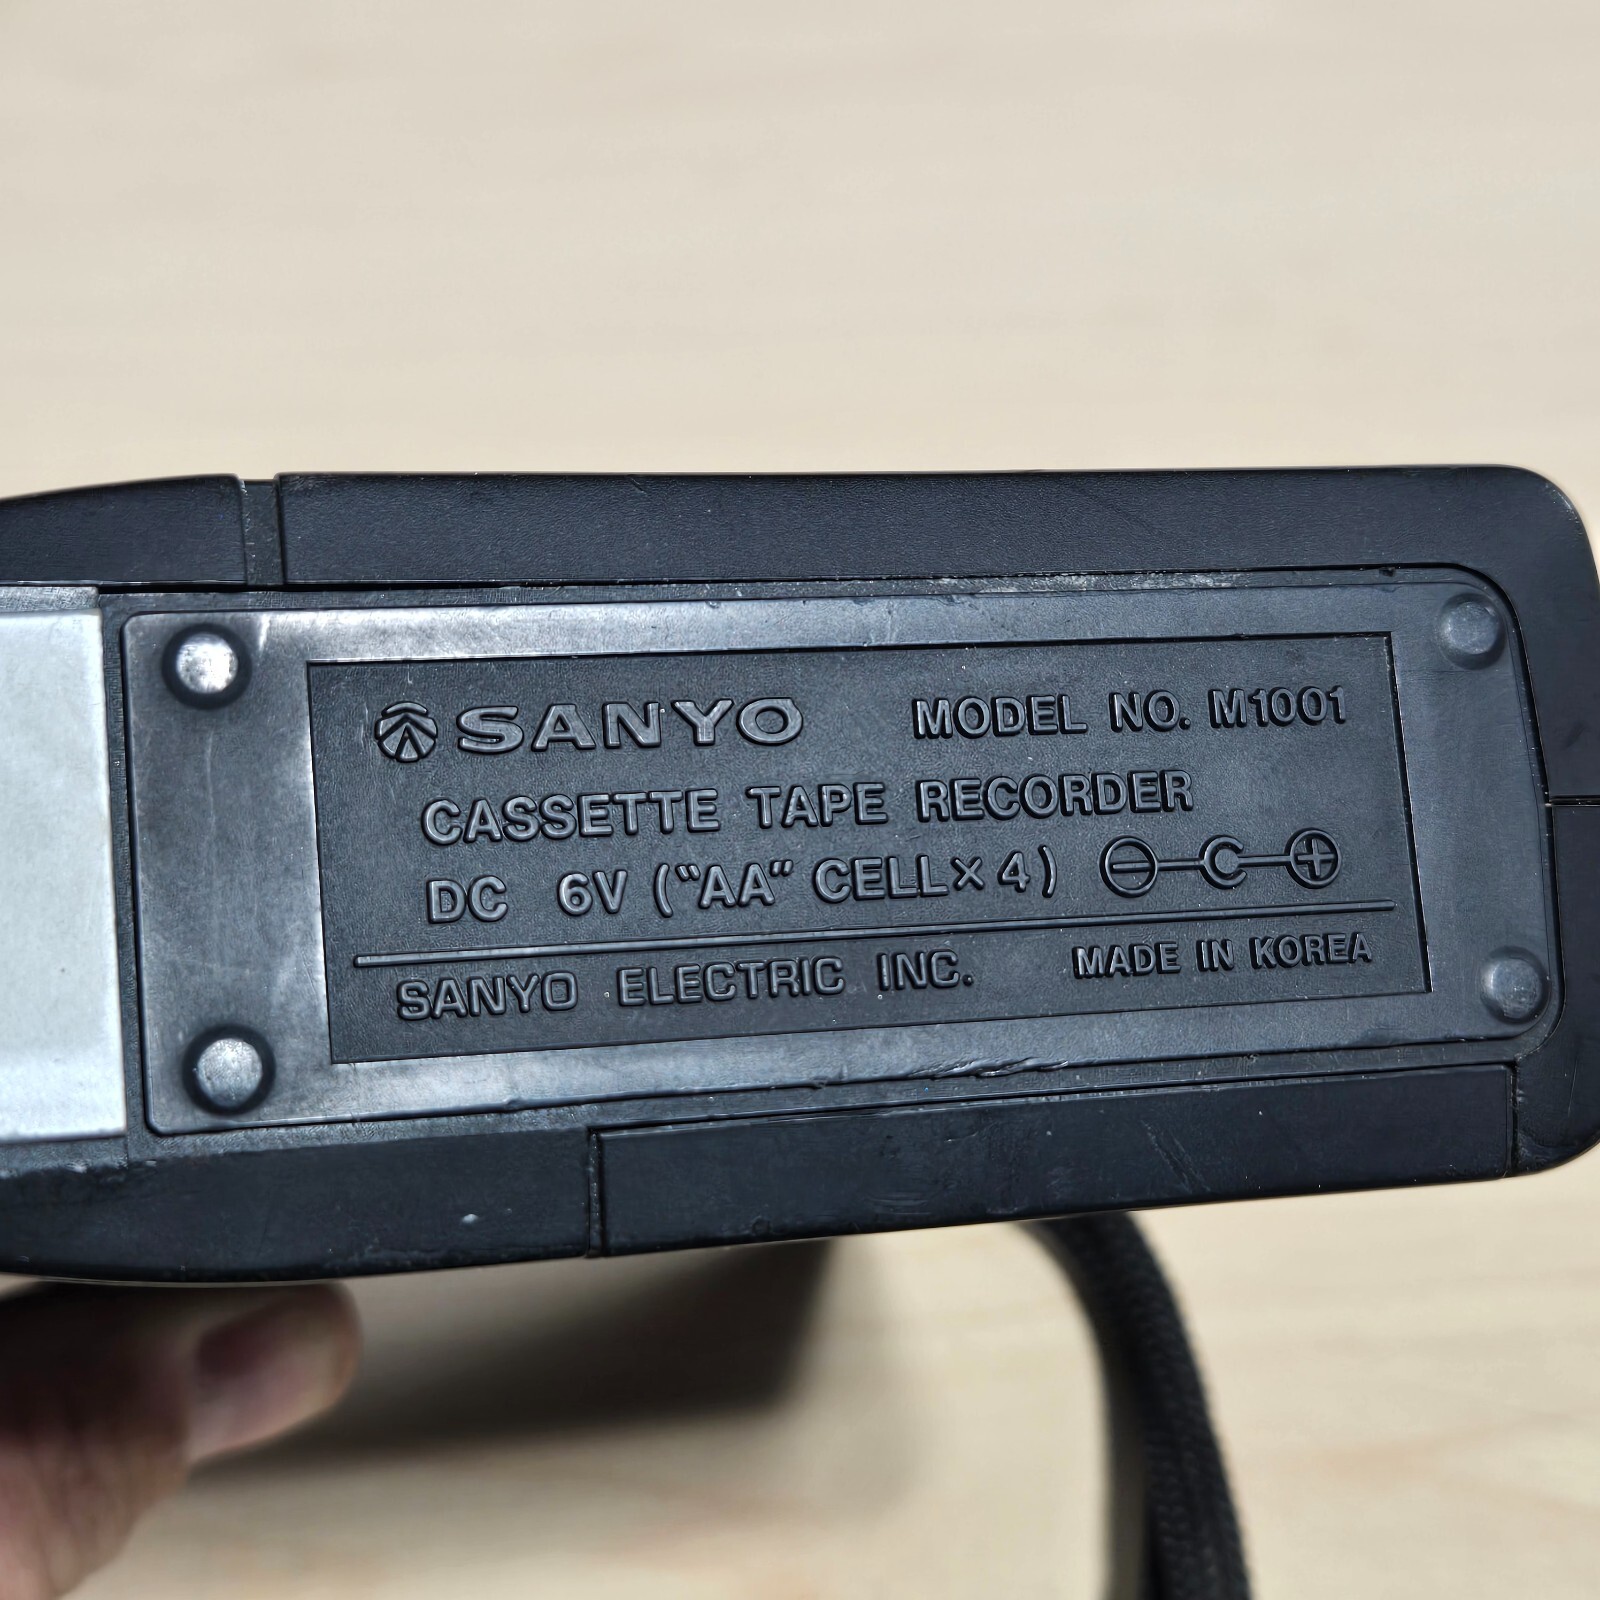 SANYO MODEL NO. M1001
CASSETTE TAPE RECORDER
DC 6V ("AA" CELL×4)
SANYO ELECTRIC INC. MADE IN KOREA